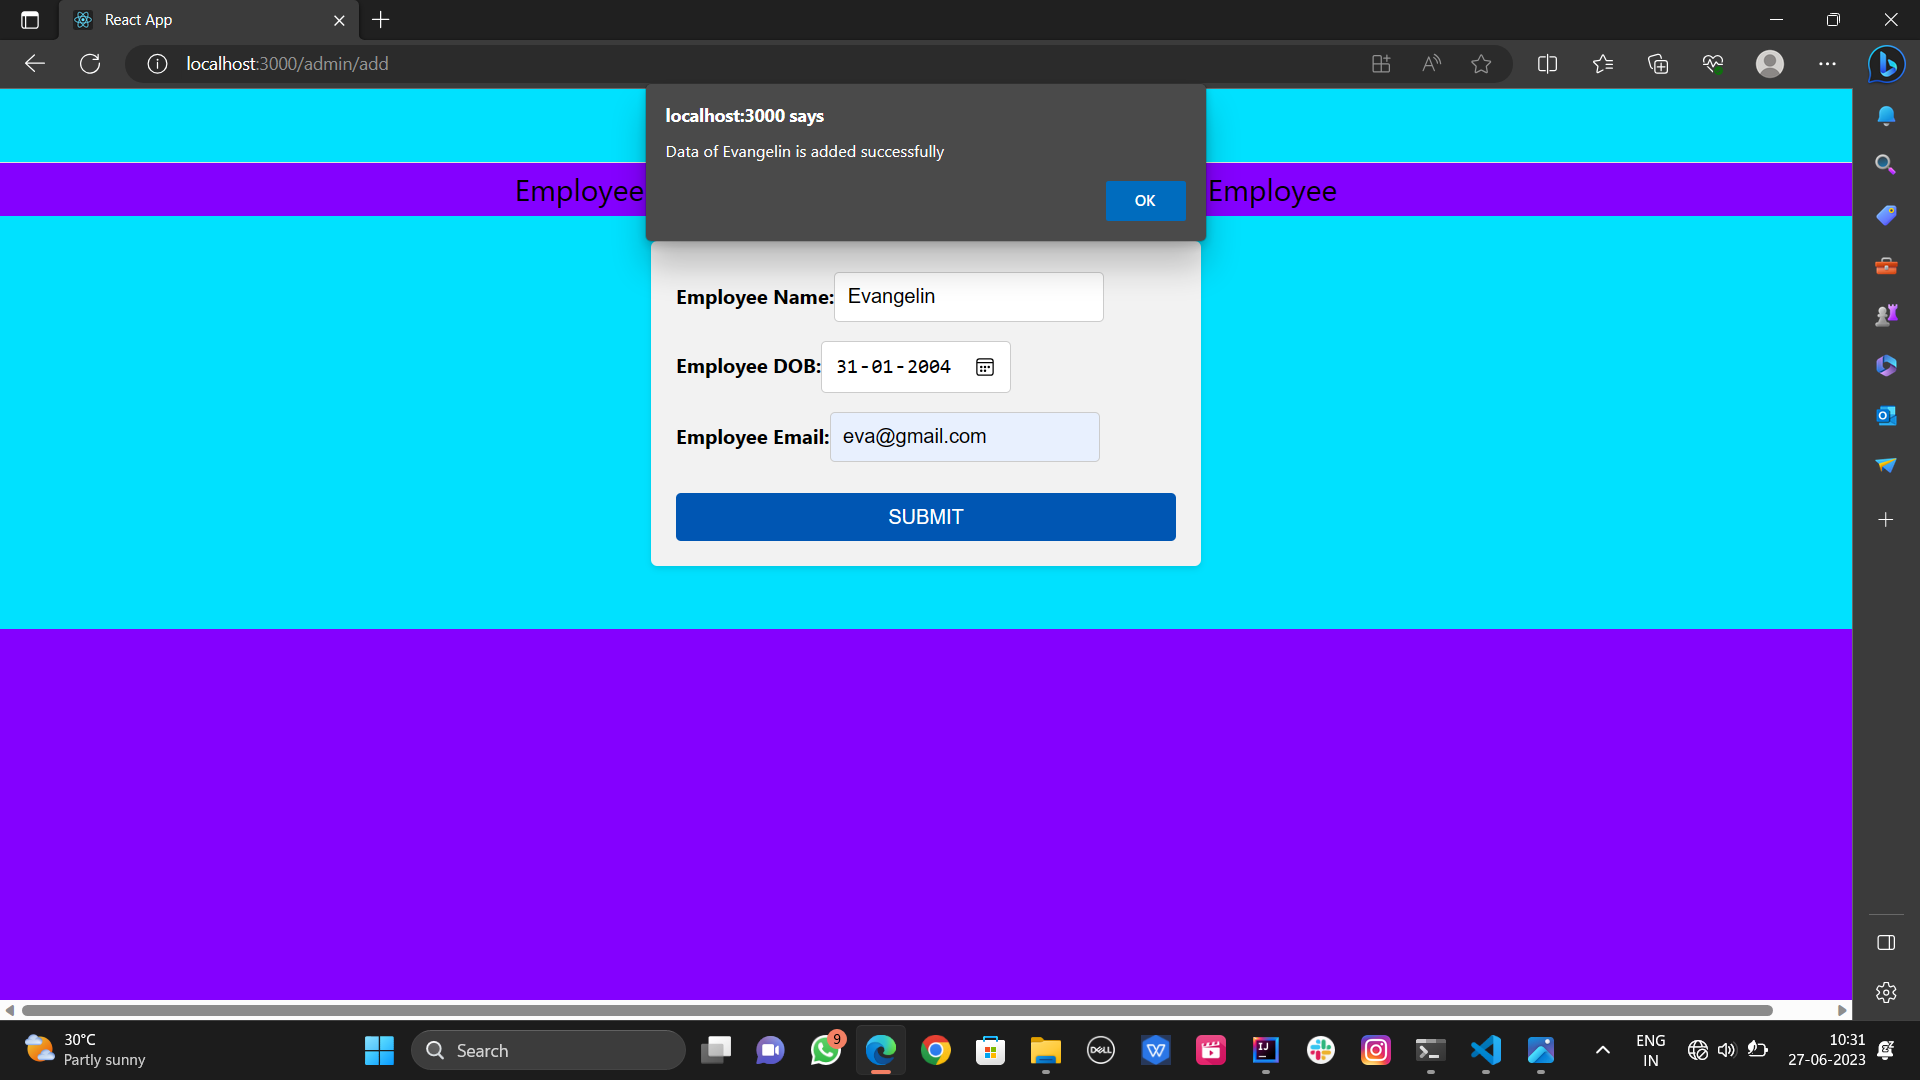 React App
localhost:3000/admin/add
localhost:3000 says
Data of Evangelin is added successfully
OK
Employee
Employee
Employee Name: Evangelin
Employee DOB: 31-01-2004
Employee Email: eva@gmail.com
SUBMIT
30°C
Partly sunny
Search
9
DELL
W
IJ
ENG
IN
10:31
27-06-2023